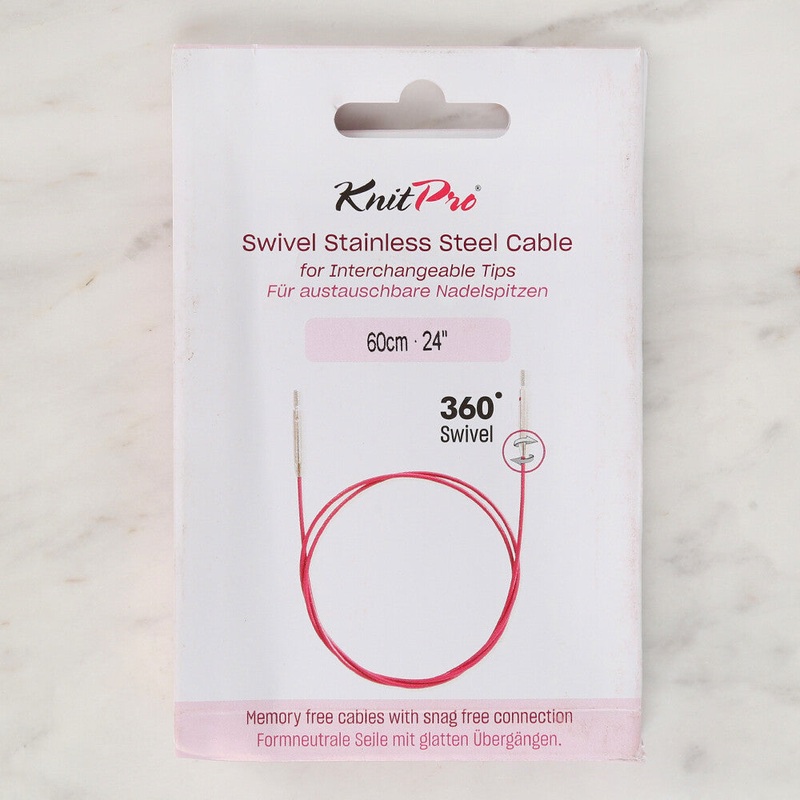 KnitPro®
Swivel Stainless Steel Cable
for Interchangeable Tips
Für austauschbare Nadelspitzen
60cm · 24"
360°
Swivel
Memory free cables with snag free connection
Formneutrale Seile mit glatten Übergängen.